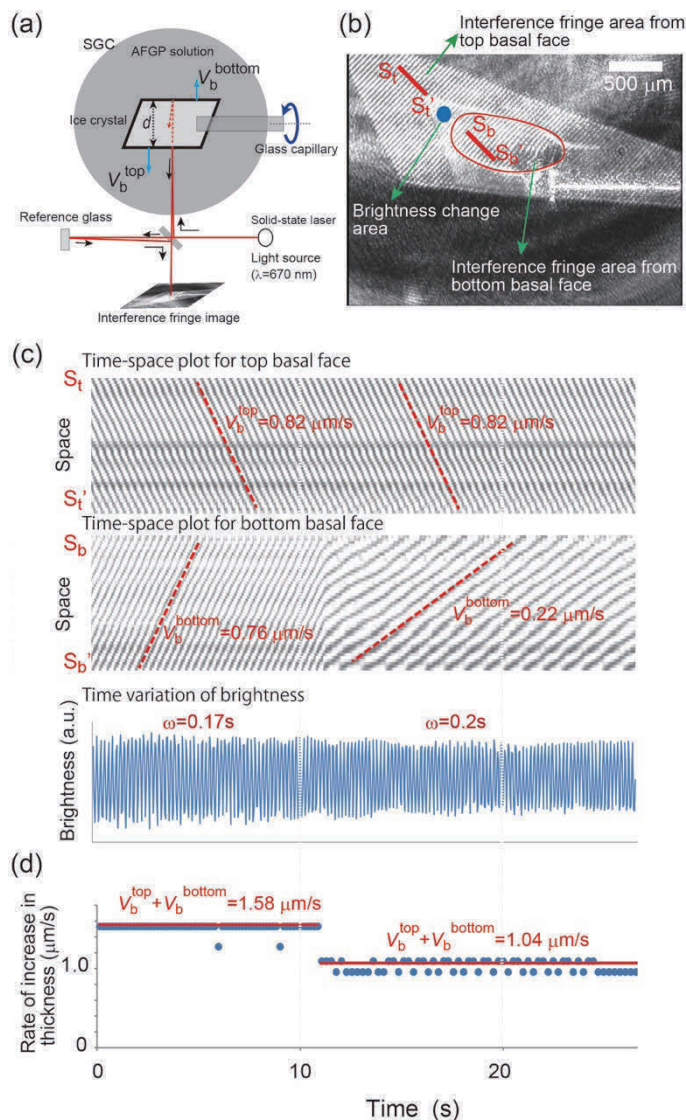 (a)
SGC
AFGP solution
V_b^bottom
Ice crystal
d
V_b^top
Glass capillary
Reference glass
Solid-state laser
Light source
(λ=670 nm)
Interference fringe image
(b)
Interference fringe area from
top basal face
500 μm
S_t
S_t'
S_b
S_b'
Brightness change
area
Interference fringe area from
bottom basal face
(c)
Time-space plot for top basal face
S_t
Space
S_t'
V_b^top=0.82 μm/s
V_b^top=0.82 μm/s
Time-space plot for bottom basal face
S_b
Space
S_b'
V_b^bottom=0.76 μm/s
V_b^bottom=0.22 μm/s
Time variation of brightness
Brightness (a.u.)
ω=0.17s
ω=0.2s
(d)
Rate of increase in
thickness (μm/s)
V_b^top+V_b^bottom=1.58 μm/s
V_b^top+V_b^bottom=1.04 μm/s
1.0
0
0
10
20
Time (s)